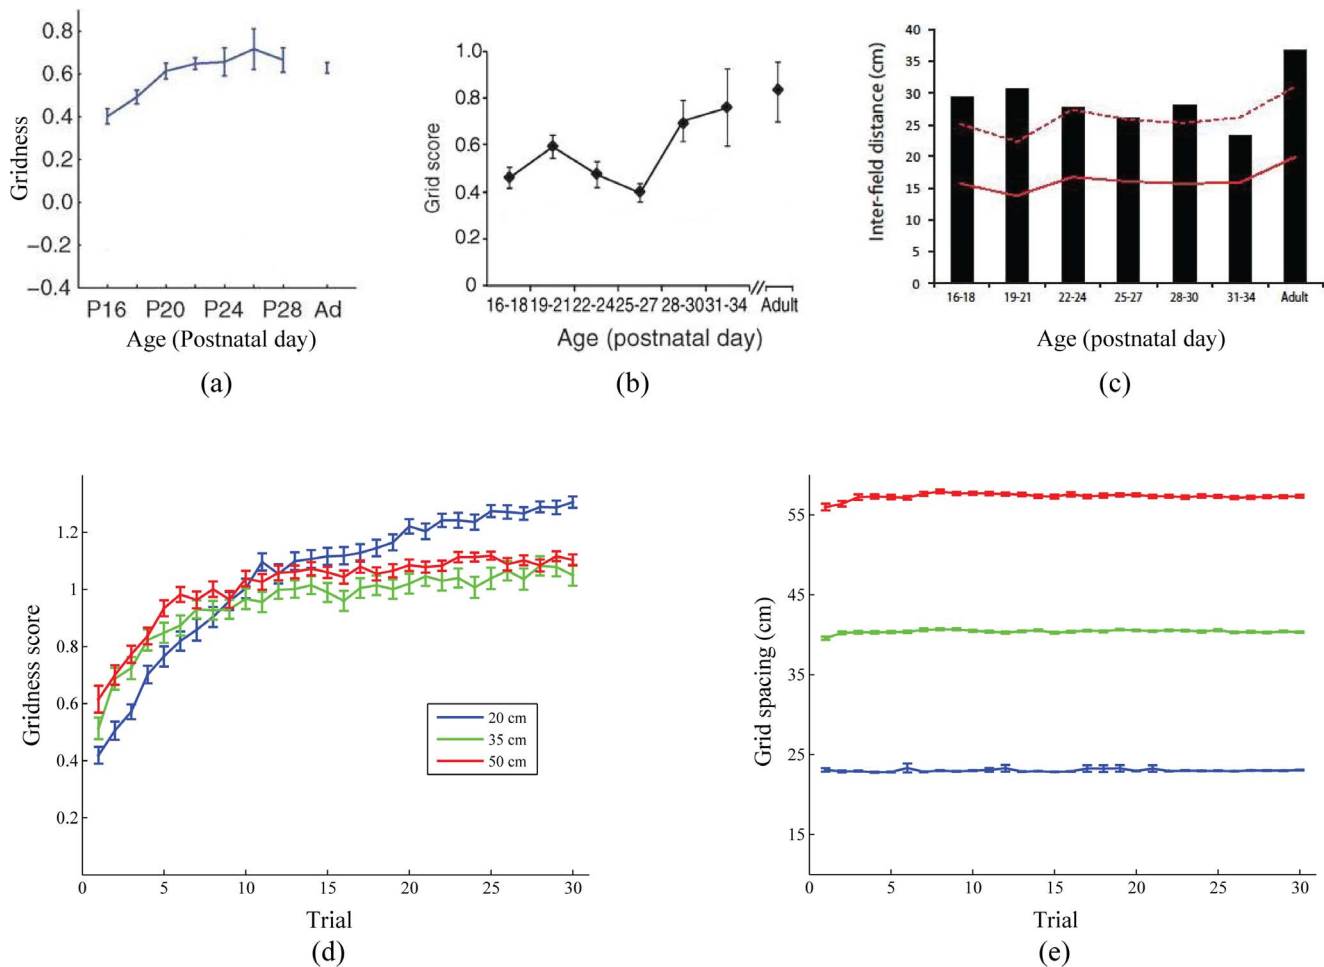 0.8
0.6
0.4
0.2
0.0
−0.2
−0.4
Gridness
P16 P20 P24 P28 Ad
Age (Postnatal day)
(a)
1.0
0.8
0.6
0.4
0.2
0
Grid score
16-18 19-21 22-24 25-27 28-30 31-34 Adult
Age (postnatal day)
(b)
40
35
30
25
20
15
10
5
0
Inter-field distance (cm)
16-18 19-21 22-24 25-27 28-30 31-34 Adult
Age (postnatal day)
(c)
1.2
1
0.8
0.6
0.4
0.2
Gridness score
20 cm
35 cm
50 cm
0 5 10 15 20 25 30
Trial
(d)
55
45
35
25
15
Grid spacing (cm)
0 5 10 15 20 25 30
Trial
(e)